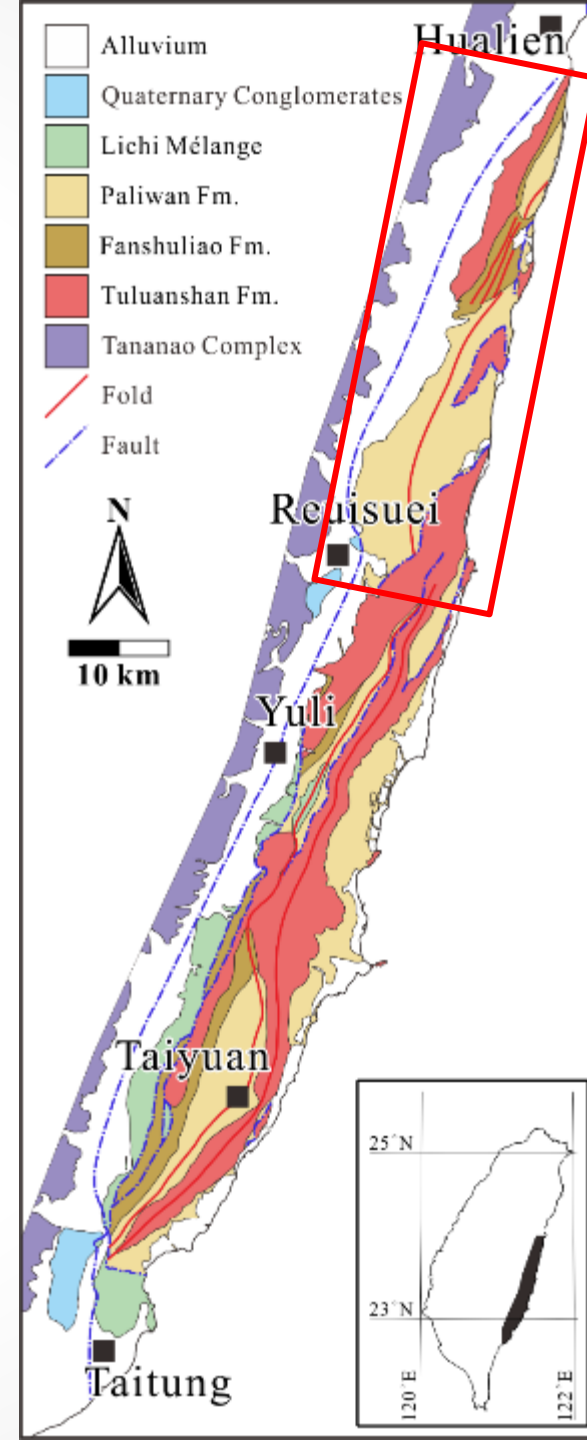 Hualien
Alluvium
Quaternary Conglomerates
Lichi Mélange
Paliwan Fm.
Fanshuliao Fm.
Tuluanshan Fm.
Tananao Complex
Fold
Fault
N
10 km
Reuisuei
Yuli
Taiyuan
Taitung
25°N
23°N
120°E
122°E